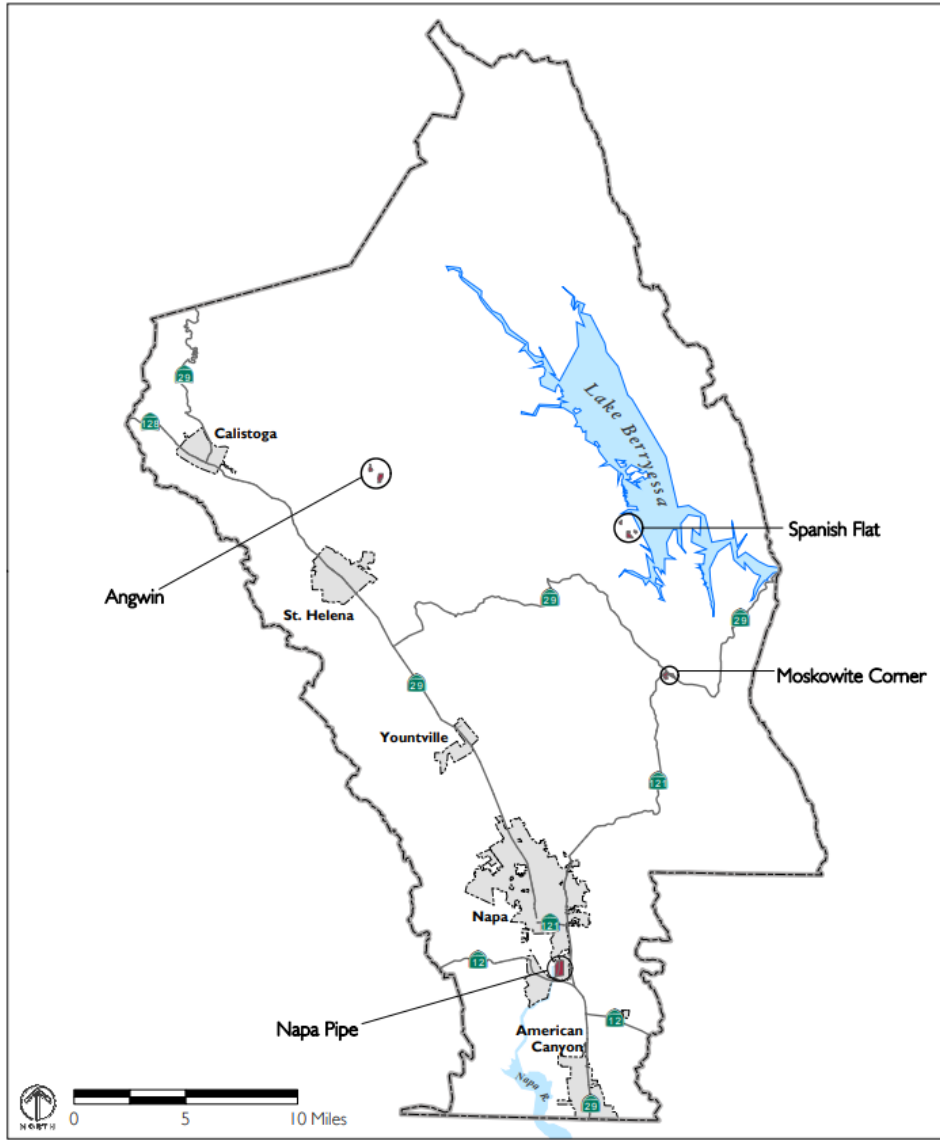 Lake Berryessa
29
128
Calistoga
Spanish Flat
Angwin
29
St. Helena
29
Moskowite Corner
29
Yountville
121
Napa
121
12
Napa Pipe
12
American
Canyon
Napa R.
29
NORTH
0 5 10 Miles